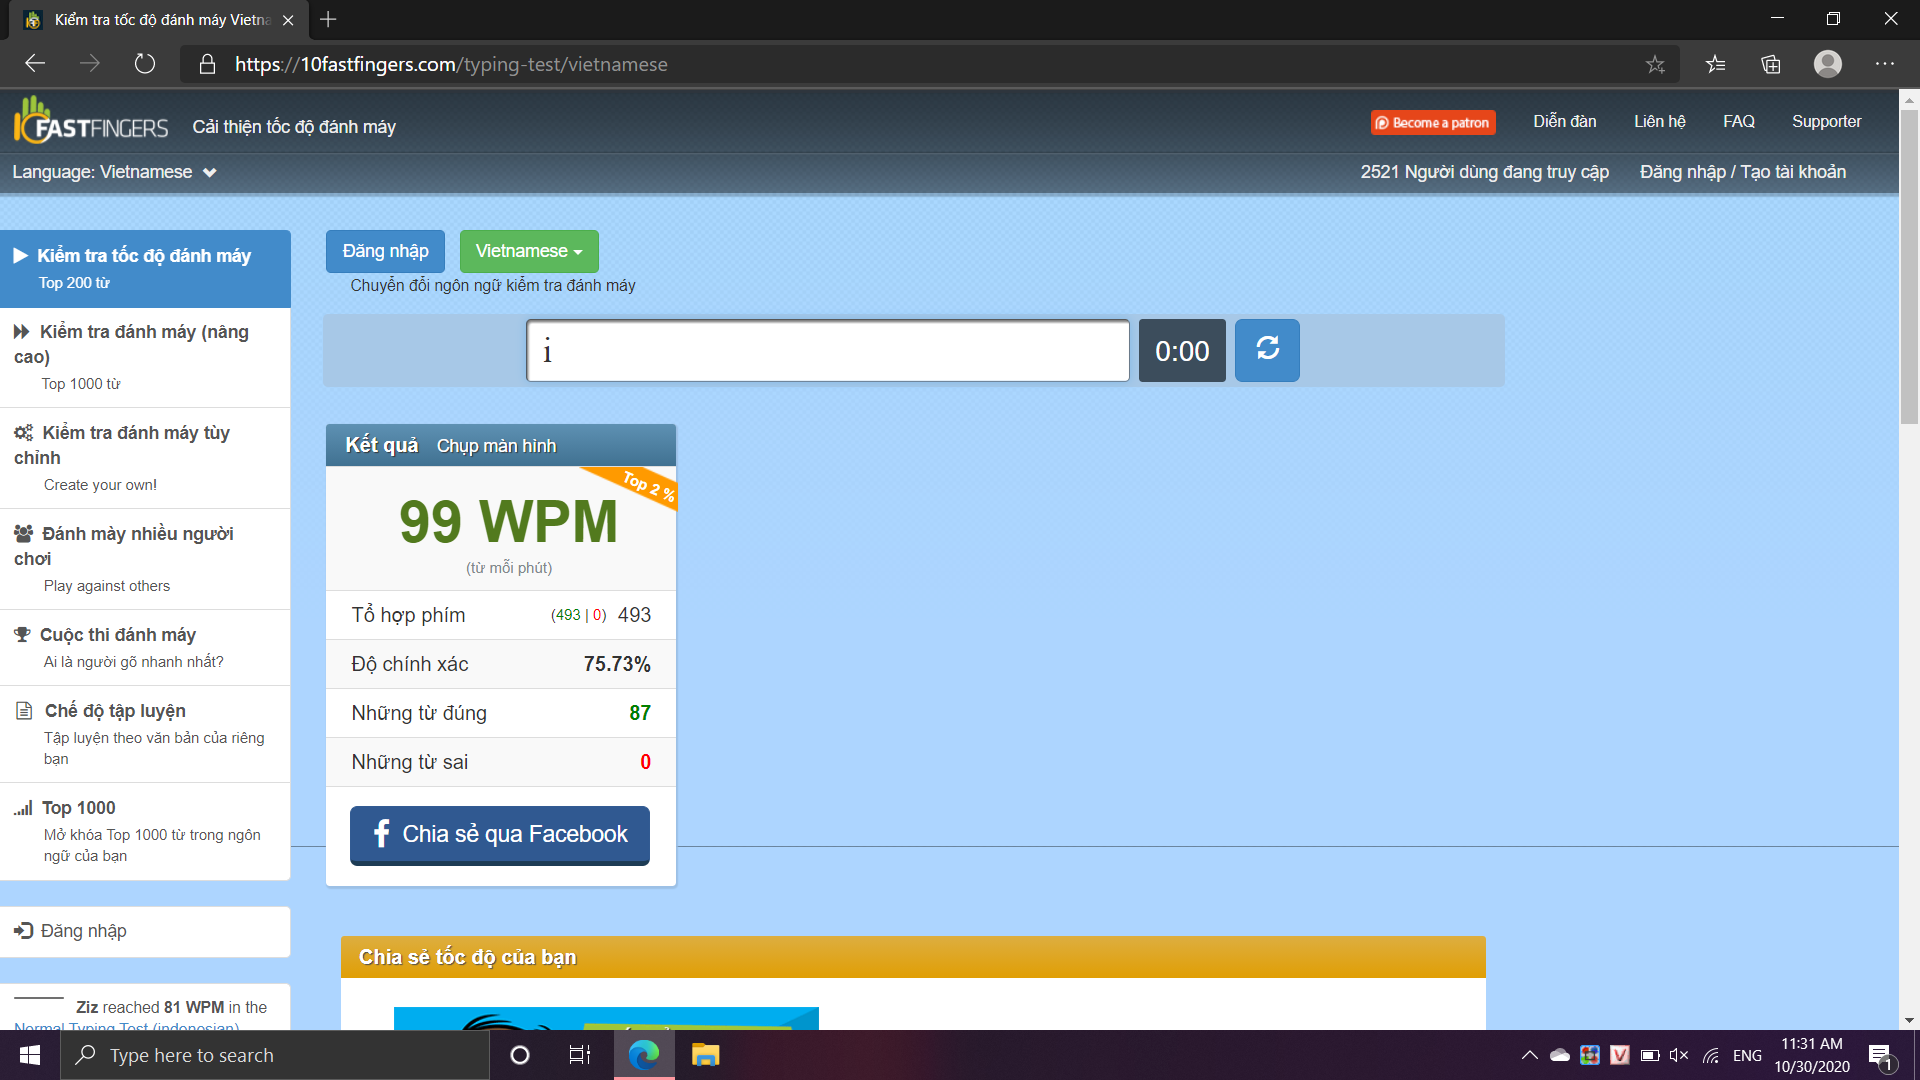 Kiểm tra tốc độ đánh máy Vietna
https://10fastfingers.com/typing-test/vietnamese
10FASTFINGERS
Cải thiện tốc độ đánh máy
Become a patron
Diễn đàn
Liên hệ
FAQ
Supporter
Language: Vietnamese
2521 Người dùng đang truy cập
Đăng nhập / Tạo tài khoản
Kiểm tra tốc độ đánh máy
Top 200 từ
Kiểm tra đánh máy (nâng
cao)
Top 1000 từ
Kiểm tra đánh máy tùy
chỉnh
Create your own!
Đánh mày nhiều người
chơi
Play against others
Cuộc thi đánh máy
Ai là người gõ nhanh nhất?
Chế độ tập luyện
Tập luyện theo văn bản của riêng
bạn
Top 1000
Mở khóa Top 1000 từ trong ngôn
ngữ của bạn
Đăng nhập
Ziz reached 81 WPM in the
Normal Typing Test (indonesian)
Đăng nhập
Vietnamese
Chuyển đổi ngôn ngữ kiểm tra đánh máy
i
0:00
Kết quả
Chụp màn hình
Top 2 %
99 WPM
(từ mỗi phút)
Tổ hợp phím (493 | 0) 493
Độ chính xác 75.73%
Những từ đúng 87
Những từ sai 0
Chia sẻ qua Facebook
Chia sẻ tốc độ của bạn
Type here to search
ENG
11:31 AM
10/30/2020
1